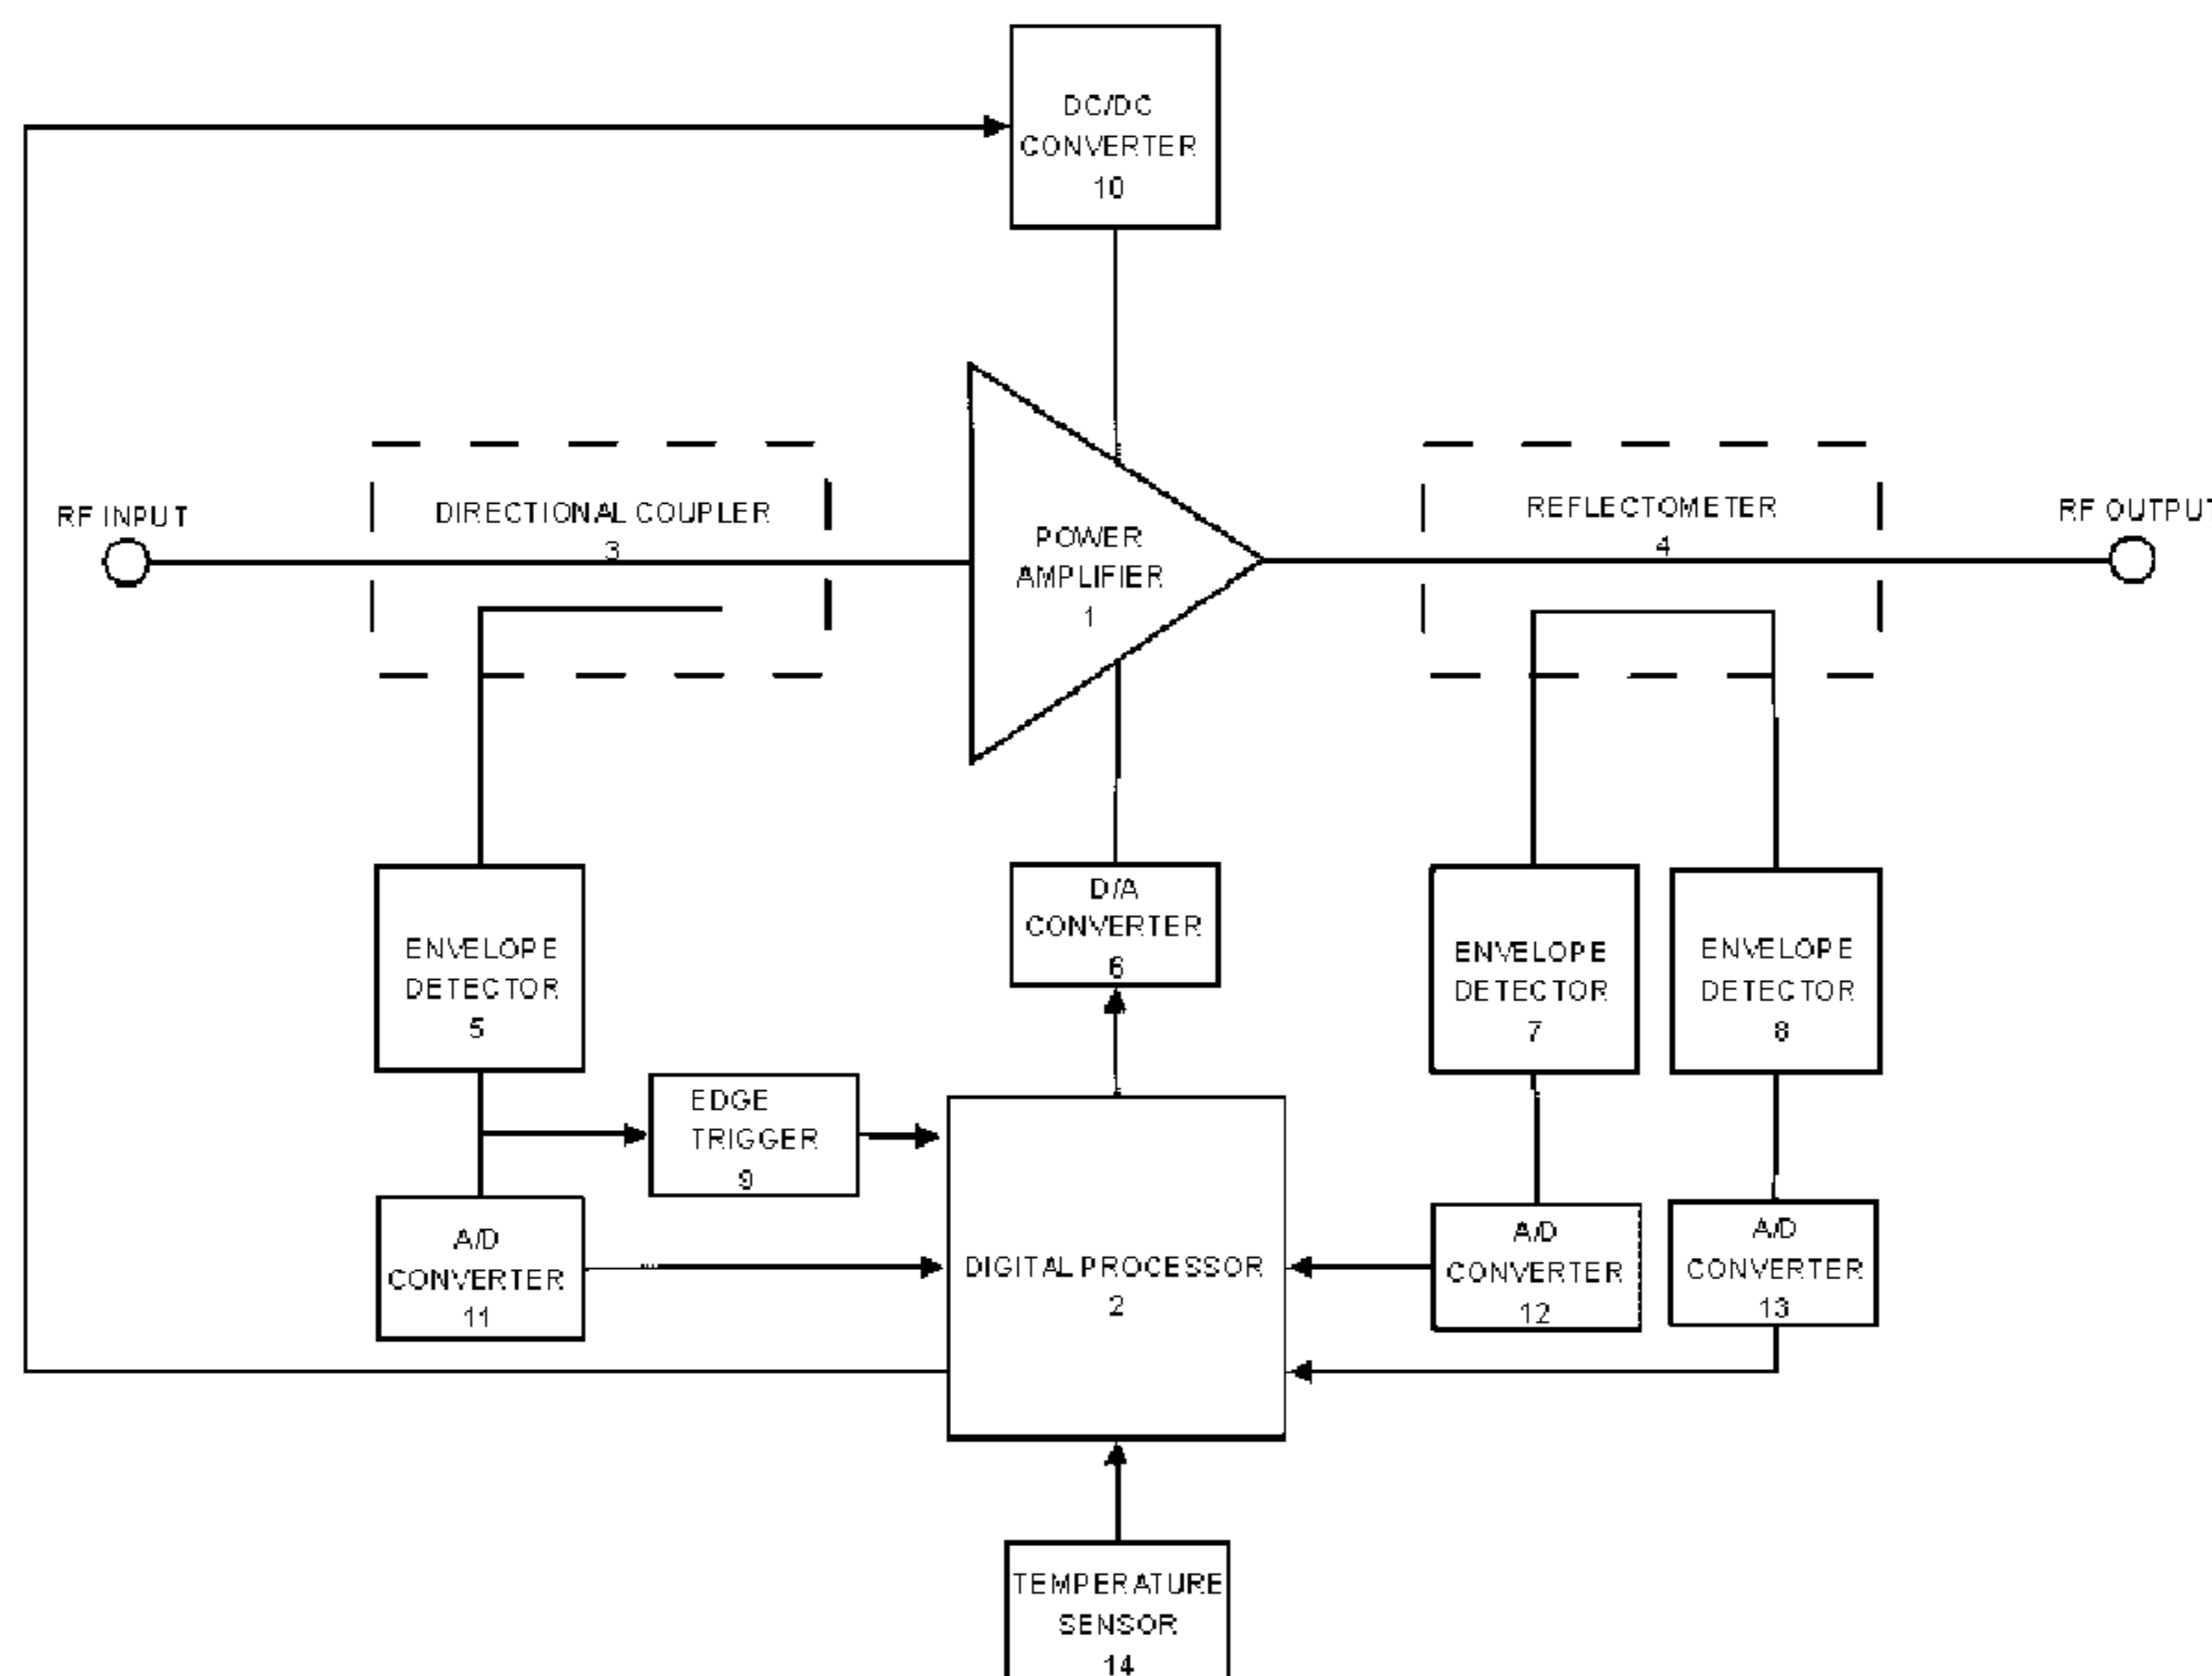 DC/DC
CONVERTER
10
RF INPUT
DIRECTIONAL COUPLER
3
POWER
AMPLIFIER
1
REFLECTOMETER
4
RF OUTPUT
D/A
CONVERTER
6
ENVELOPE
DETECTOR
5
ENVELOPE
DETECTOR
7
ENVELOPE
DETECTOR
8
EDGE
TRIGGER
9
A/D
CONVERTER
11
DIGITAL PROCESSOR
2
A/D
CONVERTER
12
A/D
CONVERTER
13
TEMPERATURE
SENSOR
14